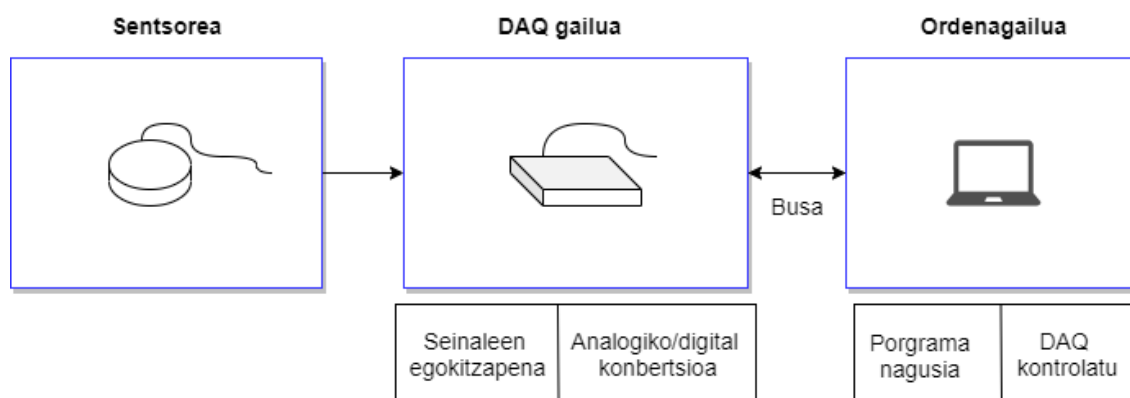 Sentsorea
DAQ gailua
Ordenagailua
Busa
Seinaleen
egokitzapena
Analogiko/digital
konbertsioa
Porgrama
nagusia
DAQ
kontrolatu